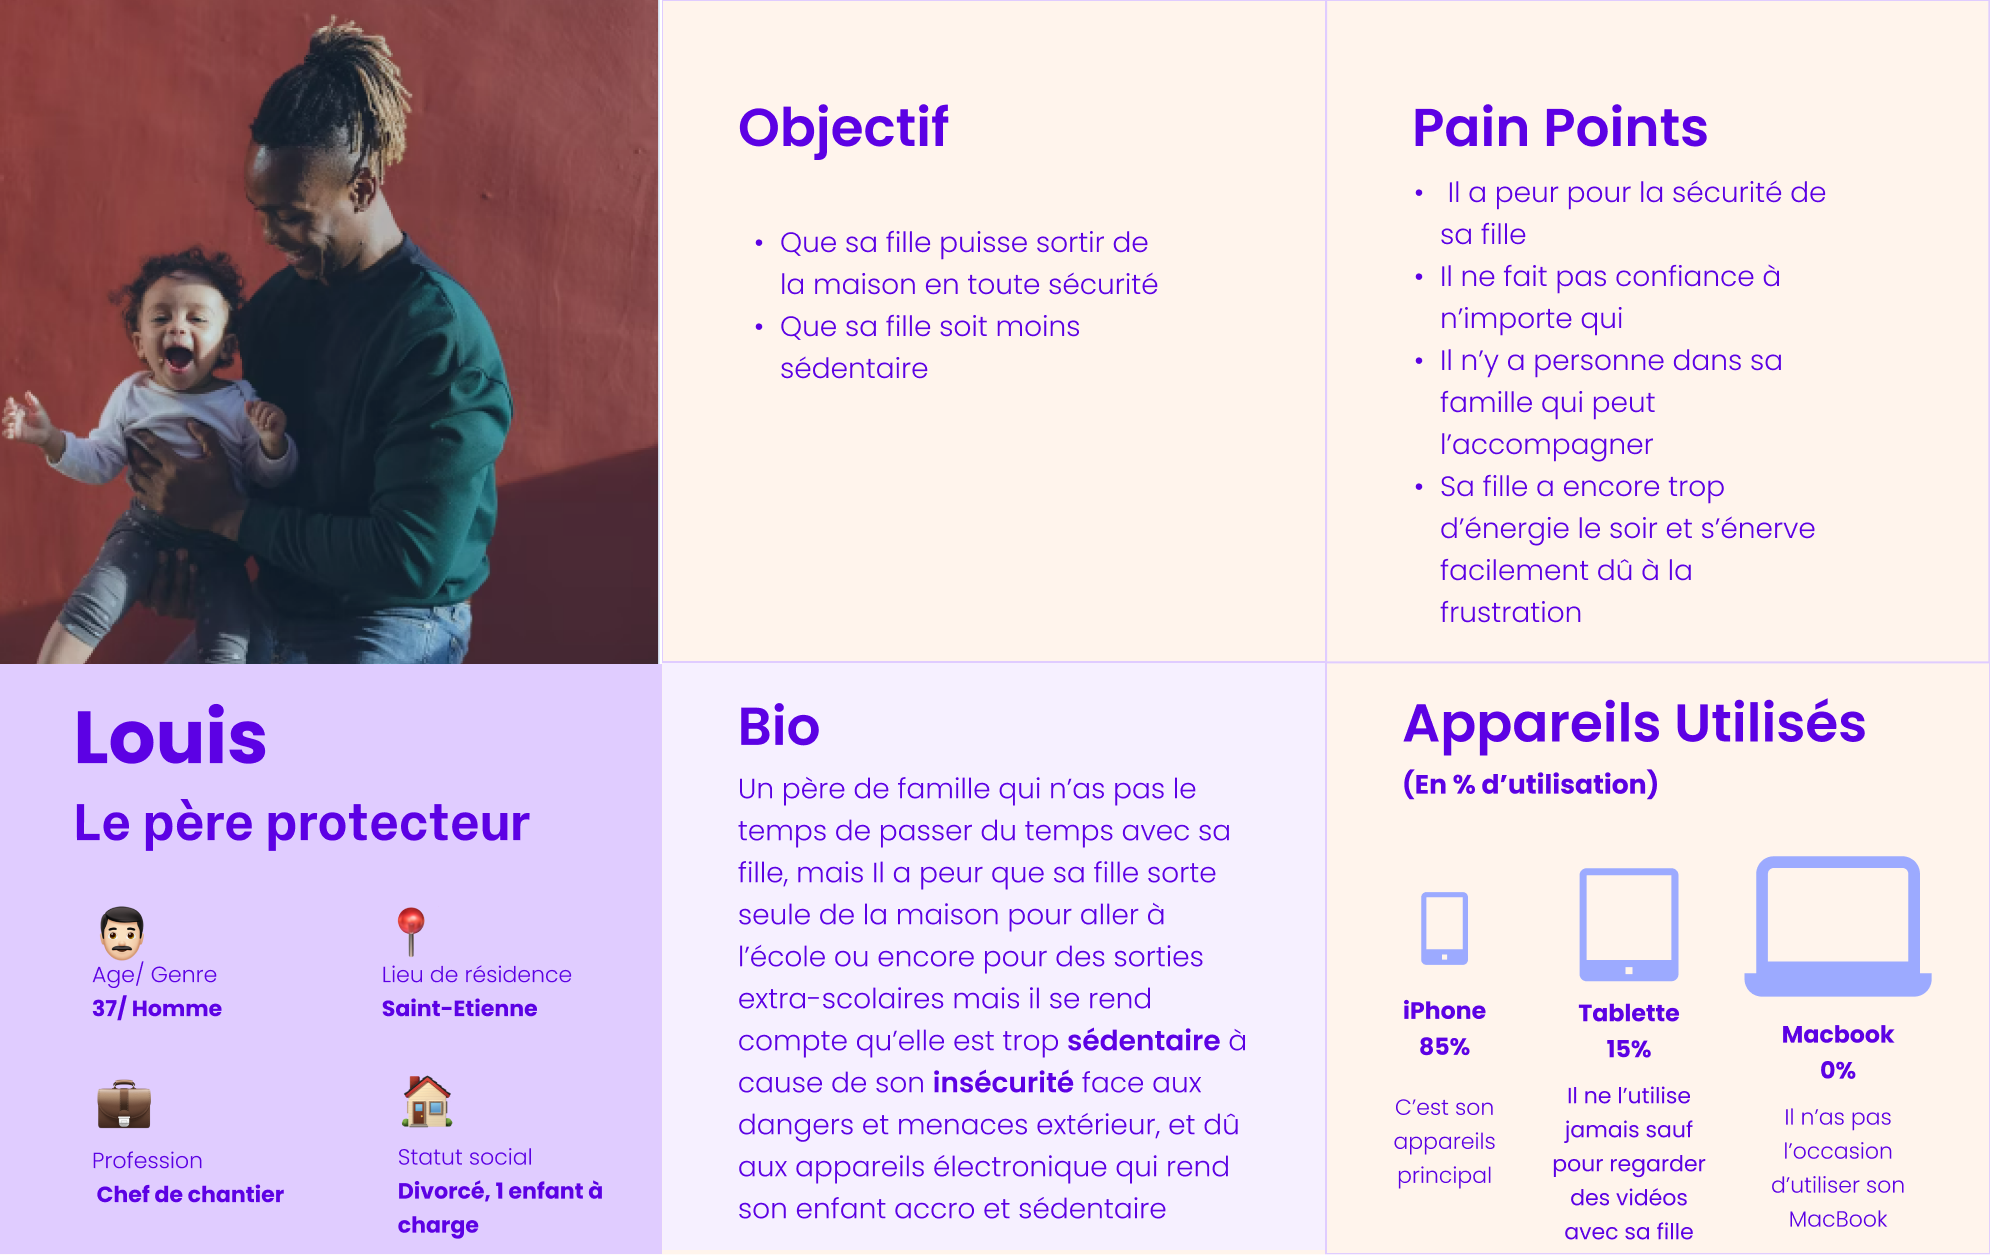 Objectif
• Que sa fille puisse sortir de
la maison en toute sécurité
• Que sa fille soit moins
sédentaire
Pain Points
• Il a peur pour la sécurité de
sa fille
• Il ne fait pas confiance à
n’importe qui
• Il n’y a personne dans sa
famille qui peut
l’accompagner
• Sa fille a encore trop
d’énergie le soir et s’énerve
facilement dû à la
frustration
Louis
Le père protecteur
Age/ Genre
37/ Homme
Lieu de résidence
Saint-Etienne
Profession
Chef de chantier
Statut social
Divorcé, 1 enfant à
charge
Bio
Un père de famille qui n’as pas le
temps de passer du temps avec sa
fille, mais Il a peur que sa fille sorte
seule de la maison pour aller à
l’école ou encore pour des sorties
extra-scolaires mais il se rend
compte qu’elle est trop sédentaire à
cause de son insécurité face aux
dangers et menaces extérieur, et dû
aux appareils électronique qui rend
son enfant accro et sédentaire
Appareils Utilisés
(En % d’utilisation)
iPhone
85%
C’est son
appareils
principal
Tablette
15%
Il ne l’utilise
jamais sauf
pour regarder
des vidéos
avec sa fille
Macbook
0%
Il n’as pas
l’occasion
d’utiliser son
MacBook